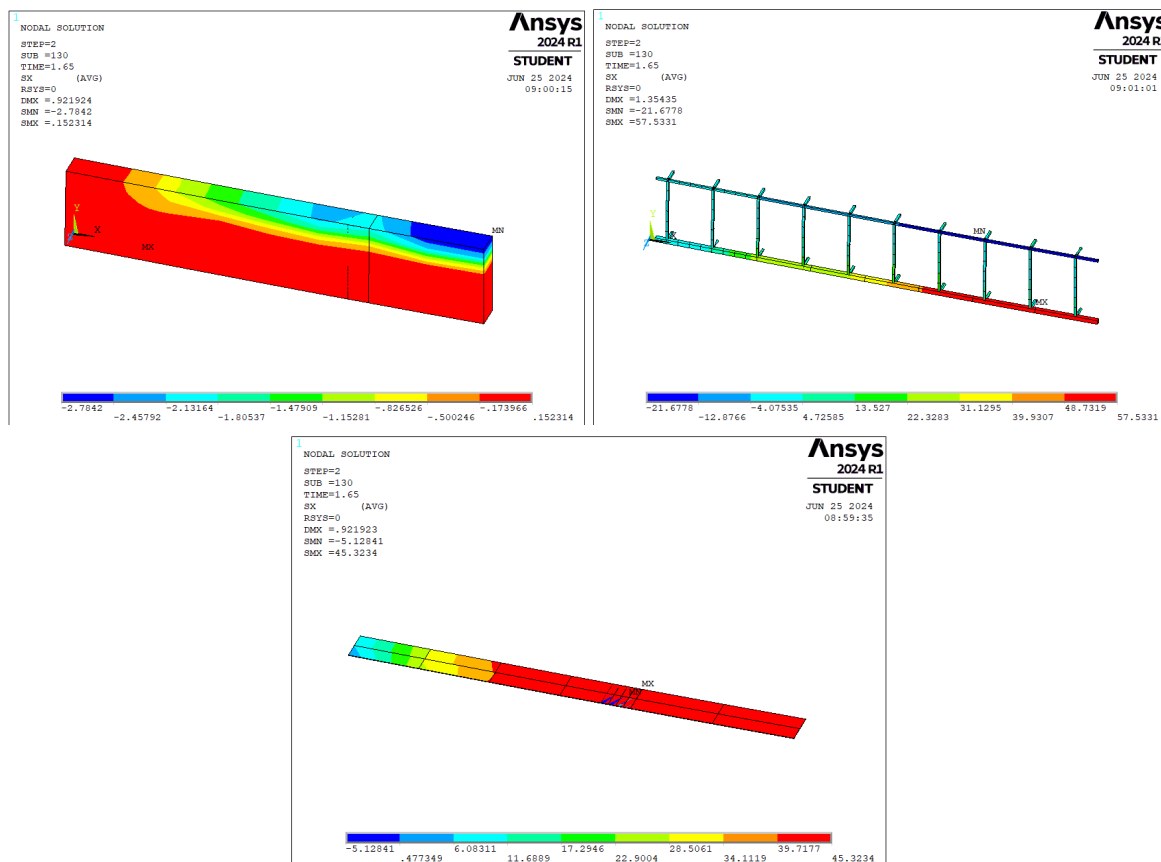 1
NODAL SOLUTION
STEP=2
SUB =130
TIME=1.65
SX (AVG)
RSYS=0
DMX =.921924
SMN =-2.7842
SMX =.152314
Ansys
2024 R1
STUDENT
JUN 25 2024
09:00:15
MN
Y
X
MX
-2.7842 -2.13164 -1.47909 -.826526 -.173966
-2.45792 -1.80537 -1.15281 -.500246 .152314
1
NODAL SOLUTION
STEP=2
SUB =130
TIME=1.65
SX (AVG)
RSYS=0
DMX =1.35435
SMN =-21.6778
SMX =57.5331
Ansys
2024 R1
STUDENT
JUN 25 2024
09:01:01
Y
MN
MX
-21.6778 -4.07535 13.527 31.1295 48.7319
-12.8766 4.72585 22.3283 39.9307 57.5331
1
NODAL SOLUTION
STEP=2
SUB =130
TIME=1.65
SX (AVG)
RSYS=0
DMX =.921923
SMN =-5.12841
SMX =45.3234
Ansys
2024 R1
STUDENT
JUN 25 2024
08:59:35
MX
-5.12841 6.08311 17.2946 28.5061 39.7177
.477349 11.6889 22.9004 34.1119 45.3234